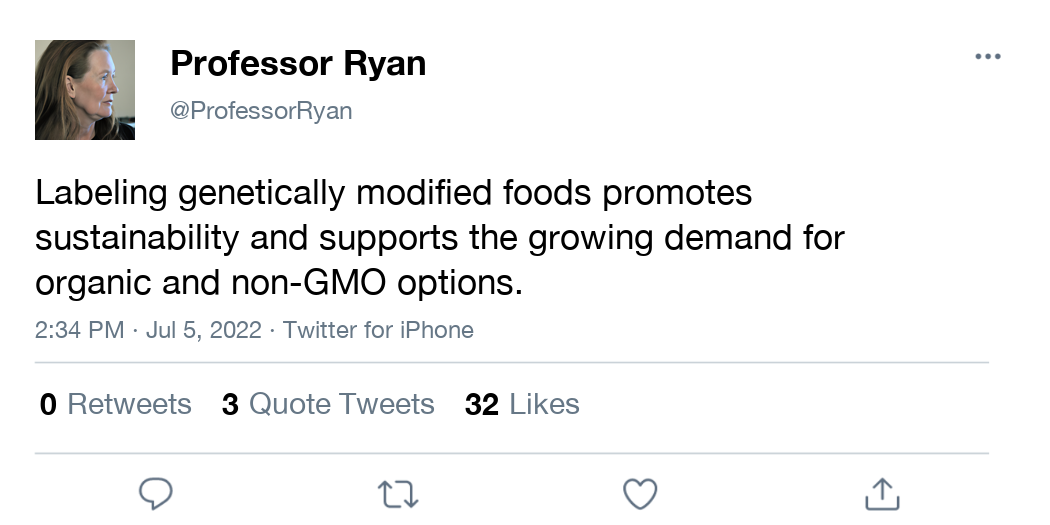 Professor Ryan
@ProfessorRyan
Labeling genetically modified foods promotes
sustainability and supports the growing demand for
organic and non-GMO options.
2:34 PM · Jul 5, 2022 · Twitter for iPhone
0 Retweets 3 Quote Tweets 32 Likes